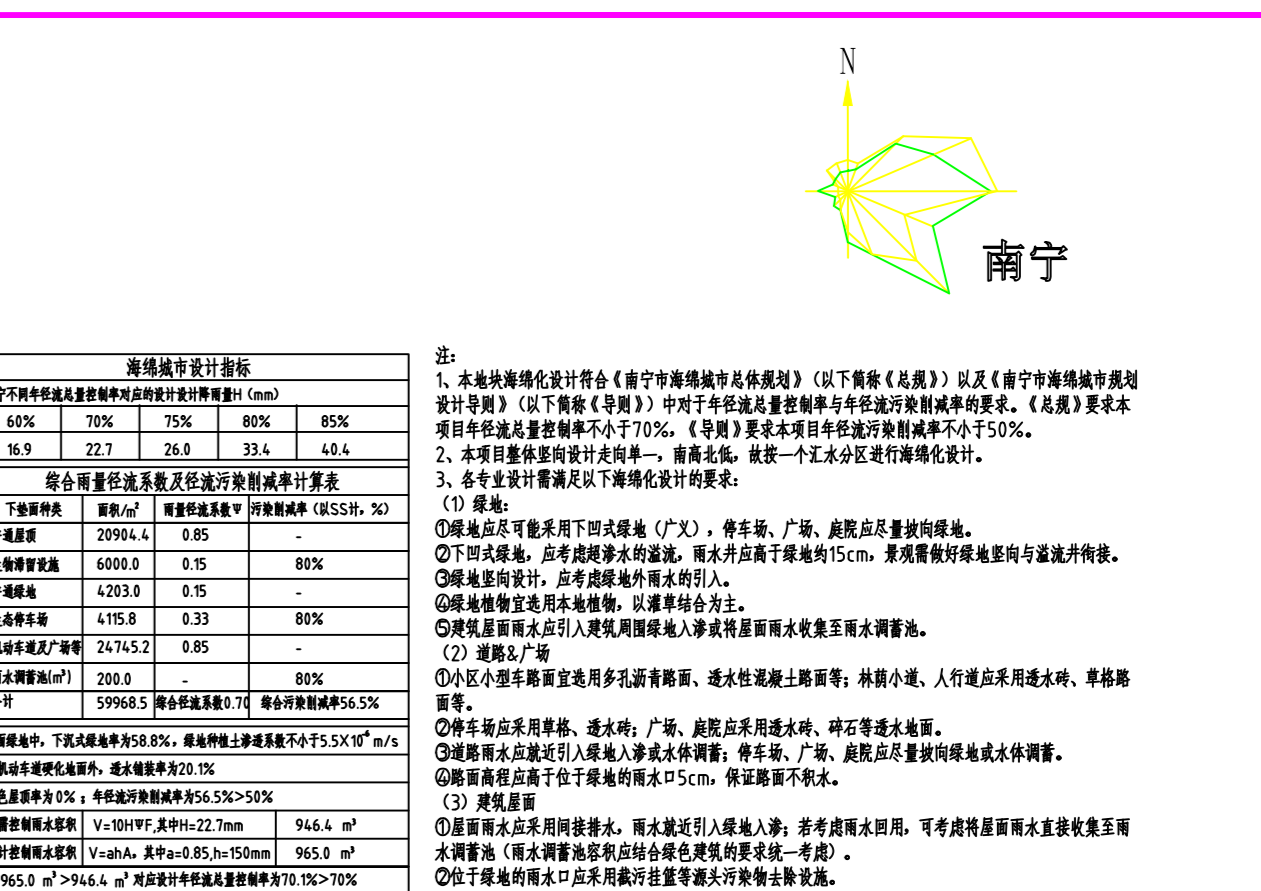 N
南宁
海绵城市设计指标
宁不同年径流总量控制率对应的设计设计降雨量H（mm）
60% 70% 75% 80% 85%
16.9 22.7 26.0 33.4 40.4
综合雨量径流系数及径流污染削减率计算表
下垫面种类 面积/m² 雨量径流系数Ψ 污染削减率（以SS计，%）
通屋顶 20904.4 0.85 -
物滞留设施 6000.0 0.15 80%
通绿地 4203.0 0.15 -
态停车场 4115.8 0.33 80%
动车道及广场等 24745.2 0.85 -
水调蓄池(m³) 200.0 - 80%
计 59968.5 综合径流系数0.70 综合污染削减率56.5%
绿地中，下沉式绿地率为58.8%，绿地种植土渗透系数不小于5.5X10⁻⁶ m/s
机动车道硬化地面外，透水铺装率为20.1%
色屋顶率为0%；年径流污染削减率为56.5%>50%
需控制雨水容积 V=10HΨF,其中H=22.7mm 946.4 m³
计控制雨水容积 V=ahA，其中a=0.85,h=150mm 965.0 m³
965.0 m³>946.4 m³ 对应设计年径流总量控制率为70.1%>70%
注：
1、本地块海绵化设计符合《南宁市海绵城市总体规划》（以下简称《总规》）以及《南宁市海绵城市规划
设计导则》（以下简称《导则》）中对于年径流总量控制率与年径流污染削减率的要求。《总规》要求本
项目年径流总量控制率不小于70%，《导则》要求本项目年径流污染削减率不小于50%。
2、本项目整体竖向设计走向单一，南高北低，故按一个汇水分区进行海绵化设计。
3、各专业设计需满足以下海绵化设计的要求：
（1）绿地：
①绿地应尽可能采用下凹式绿地（广义），停车场、广场、庭院应尽量坡向绿地。
②下凹式绿地，应考虑超渗水的溢流，雨水井应高于绿地约15cm，景观需做好绿地竖向与溢流井衔接。
③绿地竖向设计，应考虑绿地外雨水的引入。
④绿地植物宜选用本地植物，以灌草结合为主。
⑤建筑屋面雨水应引入建筑周围绿地入渗或将屋面雨水收集至雨水调蓄池。
（2）道路&广场
①小区小型车路面宜选用多孔沥青路面、透水性混凝土路面等；林荫小道、人行道应采用透水砖、草格路
面等。
②停车场应采用草格、透水砖；广场、庭院应采用透水砖、碎石等透水地面。
③道路雨水应就近引入绿地入渗或水体调蓄；停车场、广场、庭院应尽量坡向绿地或水体调蓄。
④路面高程应高于位于绿地的雨水口5cm，保证路面不积水。
（3）建筑屋面
①屋面雨水应采用间接排水，雨水就近引入绿地入渗；若考虑雨水回用，可考虑将屋面雨水直接收集至雨
水调蓄池（雨水调蓄池容积应结合绿色建筑的要求统一考虑）。
②位于绿地的雨水口应采用截污挂篮等源头污染物去除设施。